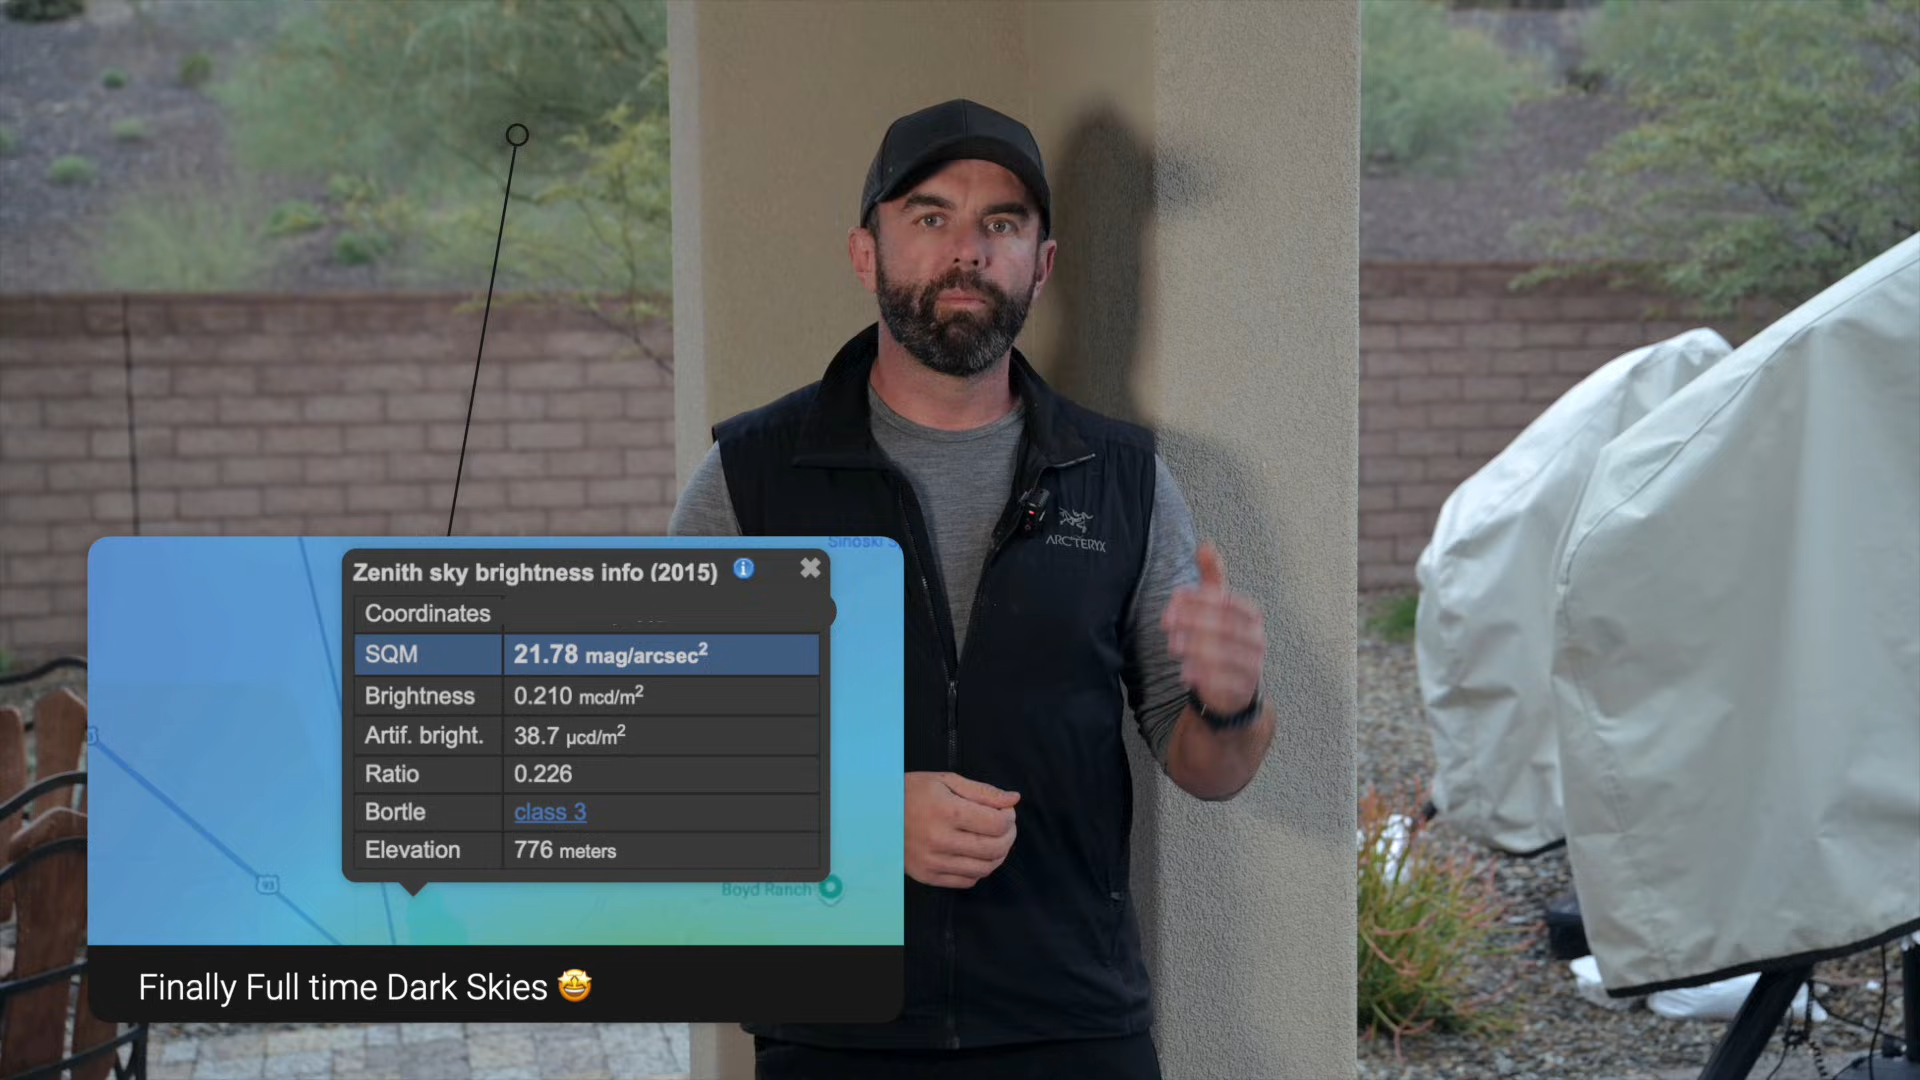 ARC'TERYX
Sinoski S
Zenith sky brightness info (2015)
Coordinates
SQM 21.78 mag/arcsec²
Brightness 0.210 mcd/m²
Artif. bright. 38.7 µcd/m²
Ratio 0.226
Bortle class 3
Elevation 776 meters
93
Boyd Ranch
Finally Full time Dark Skies 🤩